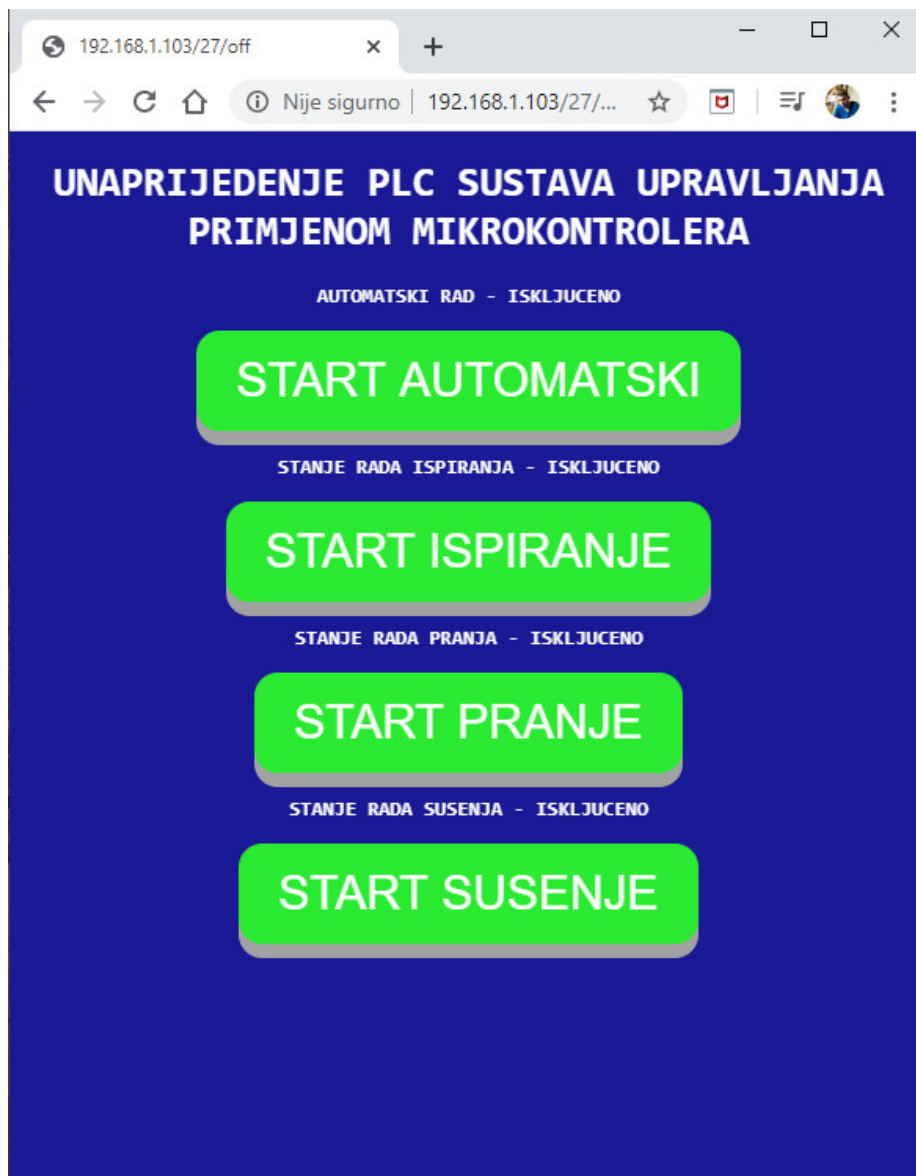 192.168.1.103/27/off
Nije sigurno | 192.168.1.103/27/...
UNAPRIJEDENJE PLC SUSTAVA UPRAVLJANJA
PRIMJENOM MIKROKONTROLERA
AUTOMATSKI RAD - ISKLJUCENO
START AUTOMATSKI
STANJE RADA ISPIRANJA - ISKLJUCENO
START ISPIRANJE
STANJE RADA PRANJA - ISKLJUCENO
START PRANJE
STANJE RADA SUSENJA - ISKLJUCENO
START SUSENJE